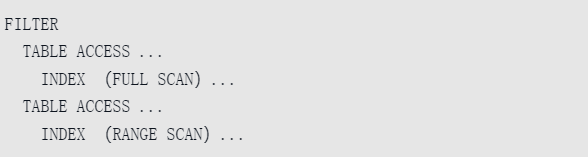 FILTER
TABLE ACCESS ...
INDEX (FULL SCAN) ...
TABLE ACCESS ...
INDEX (RANGE SCAN) ...